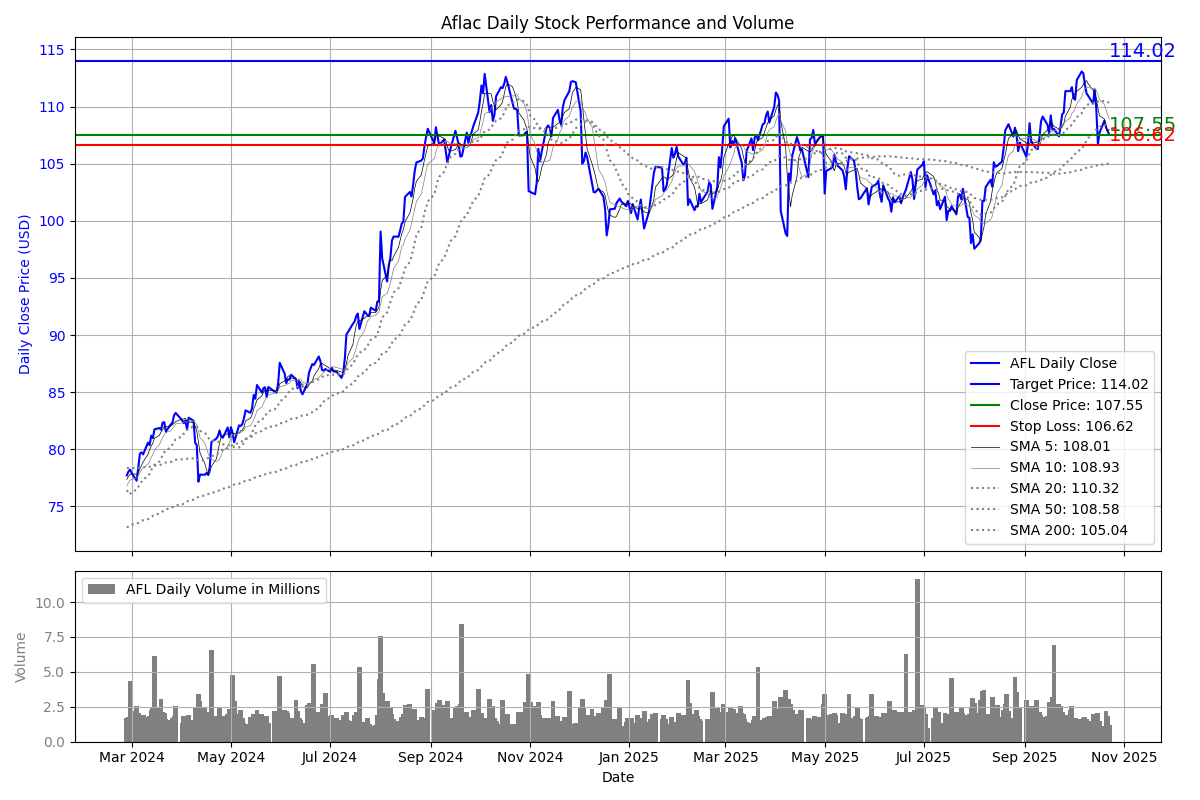 Aflac Daily Stock Performance and Volume
Daily Close Price (USD)
115
110
105
100
95
90
85
80
75
114.02
107.55
106.62
AFL Daily Close
Target Price: 114.02
Close Price: 107.55
Stop Loss: 106.62
SMA 5: 108.01
SMA 10: 108.93
SMA 20: 110.32
SMA 50: 108.58
SMA 200: 105.04
Volume
10.0
7.5
5.0
2.5
0.0
AFL Daily Volume in Millions
Mar 2024 May 2024 Jul 2024 Sep 2024 Nov 2024 Jan 2025 Mar 2025 May 2025 Jul 2025 Sep 2025 Nov 2025
Date